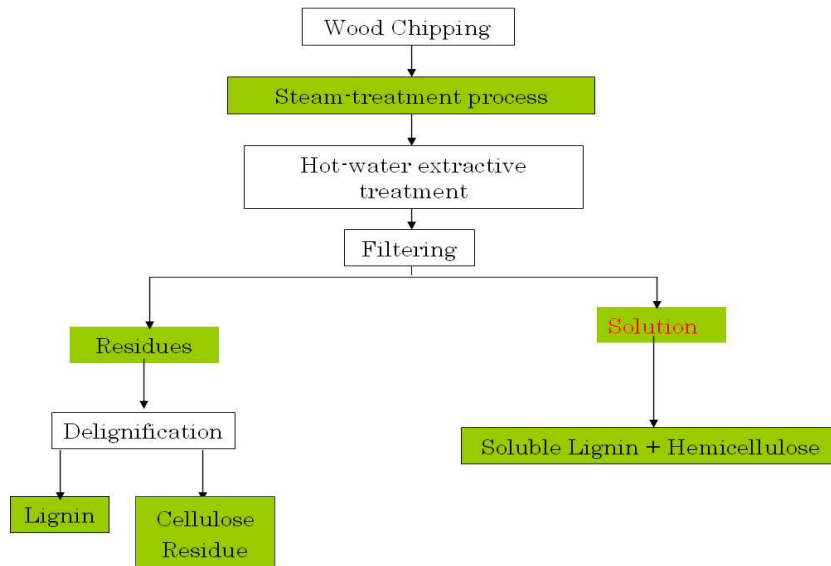 Wood Chipping
Steam-treatment process
Hot-water extractive
treatment
Filtering
Residues
Solution
Delignification
Soluble Lignin + Hemicellulose
Lignin
Cellulose
Residue